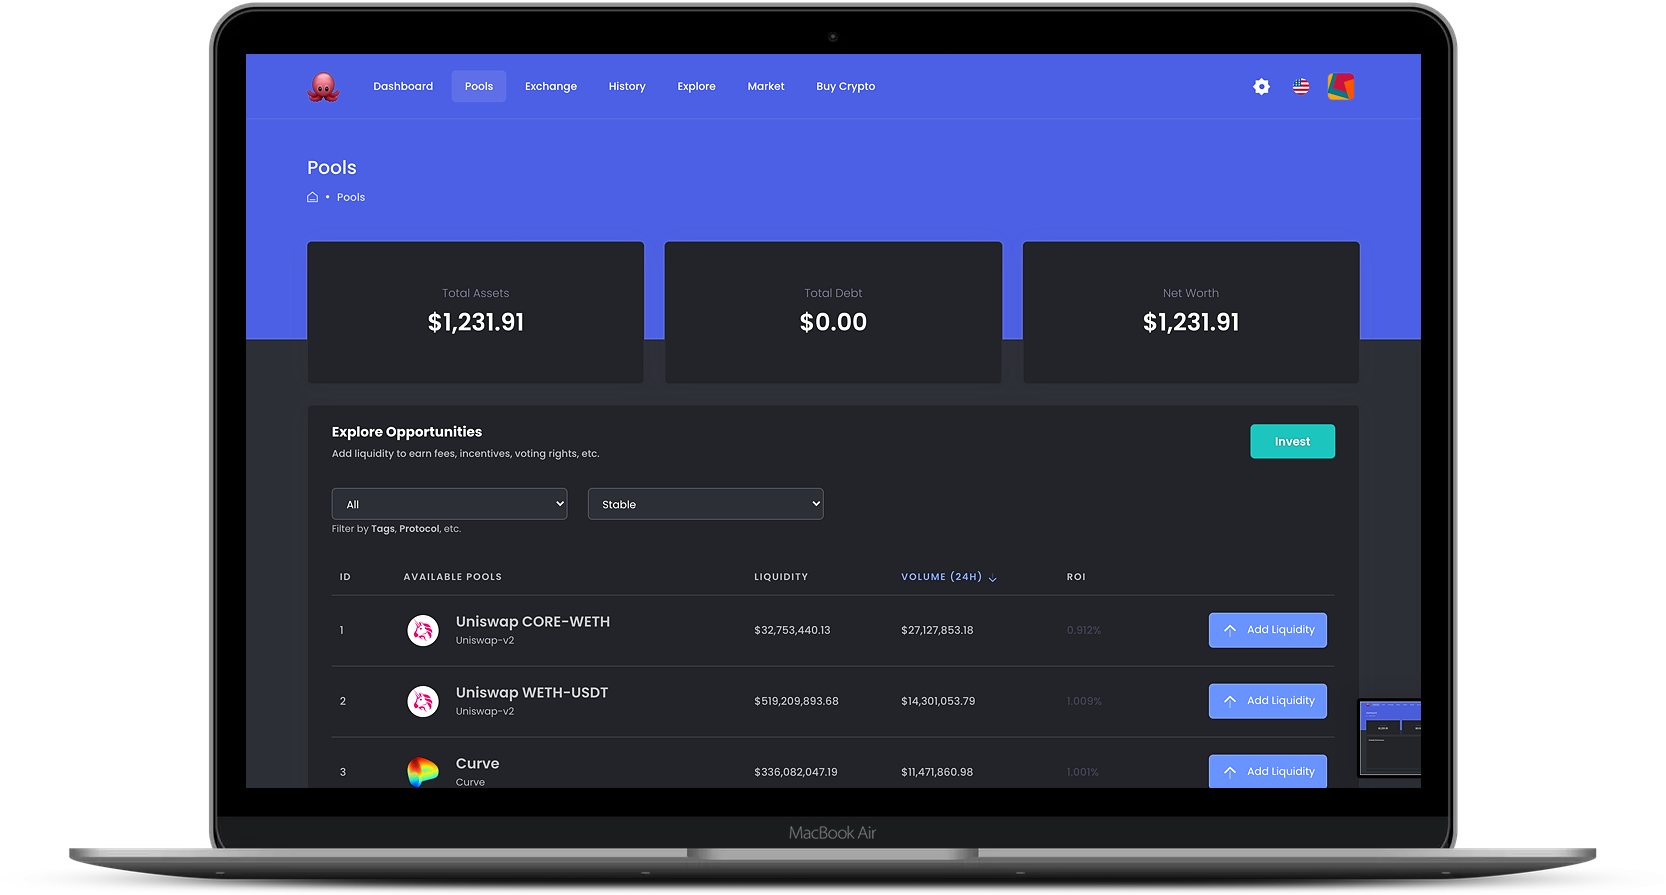 Dashboard Pools Exchange History Explore Market Buy Crypto
Pools
• Pools
Total Assets
$1,231.91
Total Debt
$0.00
Net Worth
$1,231.91
Explore Opportunities
Add liquidity to earn fees, incentives, voting rights, etc.
Invest
All
Stable
Filter by Tags, Protocol, etc.
ID AVAILABLE POOLS LIQUIDITY VOLUME (24H) ROI
1 Uniswap CORE-WETH $32,753,440.13 $27,127,853.18 0.912% Add Liquidity
Uniswap-v2
2 Uniswap WETH-USDT $519,209,893.68 $14,301,053.79 1.009% Add Liquidity
Uniswap-v2
3 Curve $336,082,047.19 $11,471,860.98 1.001% Add Liquidity
Curve
MacBook Air